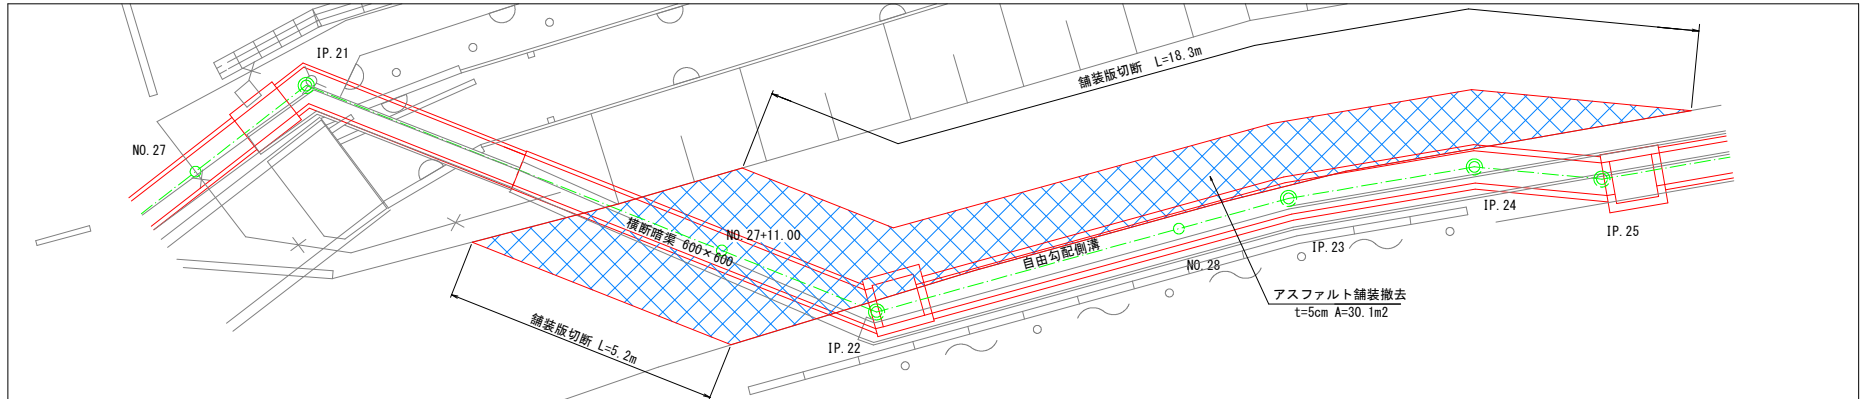 IP.21
舗装版切断 L=18.3m
NO.27
横断暗渠 600×600
NO.27+11.00
自由勾配側溝
IP.24
IP.25
IP.23
NO.28
アスファルト舗装撤去
t=5cm A=30.1m2
舗装版切断 L=5.2m
IP.22